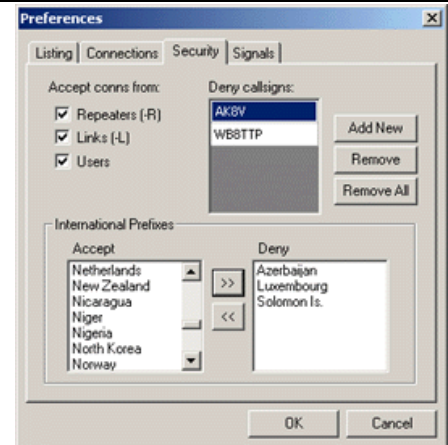 Preferences
Listing Connections Security Signals
Accept conns from:
Deny callsigns:
Repeaters (-R)
Links (-L)
Users
AK8V
WB8TTP
Add New
Remove
Remove All
International Prefixes
Accept
Netherlands
New Zealand
Nicaragua
Niger
Nigeria
North Korea
Norway
>>
<<
Deny
Azerbaijan
Luxembourg
Solomon Is.
OK Cancel